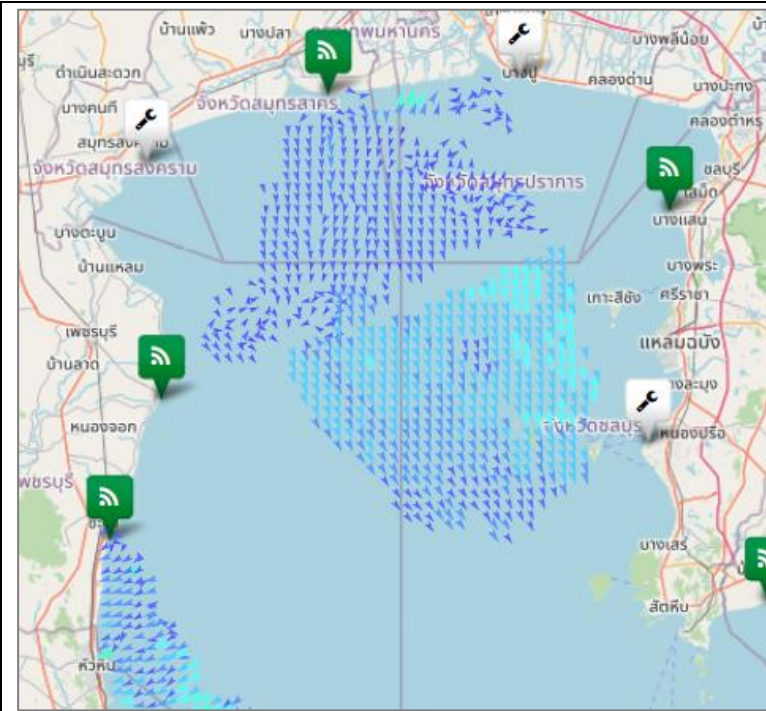 บ้านแพ้ว
บางปลา
กรุงเทพมหานคร
บางพลีน้อย
ดำเนินสะดวก
บางปู
คลองด่าน
บางปะกง
บางคนที
จังหวัดสมุทรสาคร
คลองตำหรุ
จังหวัดสมุทรสงคราม
ชลบุรี
จังหวัดสมุทรปราการ
เสม็ด
บางแสน
บางตะบูน
บ้านแหลม
บางพระ
เกาะสีชัง
ศรีราชา
เพชรบุรี
แหลมฉบัง
บ้านลาด
บางละมุง
จังหวัดชลบุรี
หนองปรือ
หนองจอก
เพชรบุรี
บางเสร่
สัตหีบ
หัวหิน